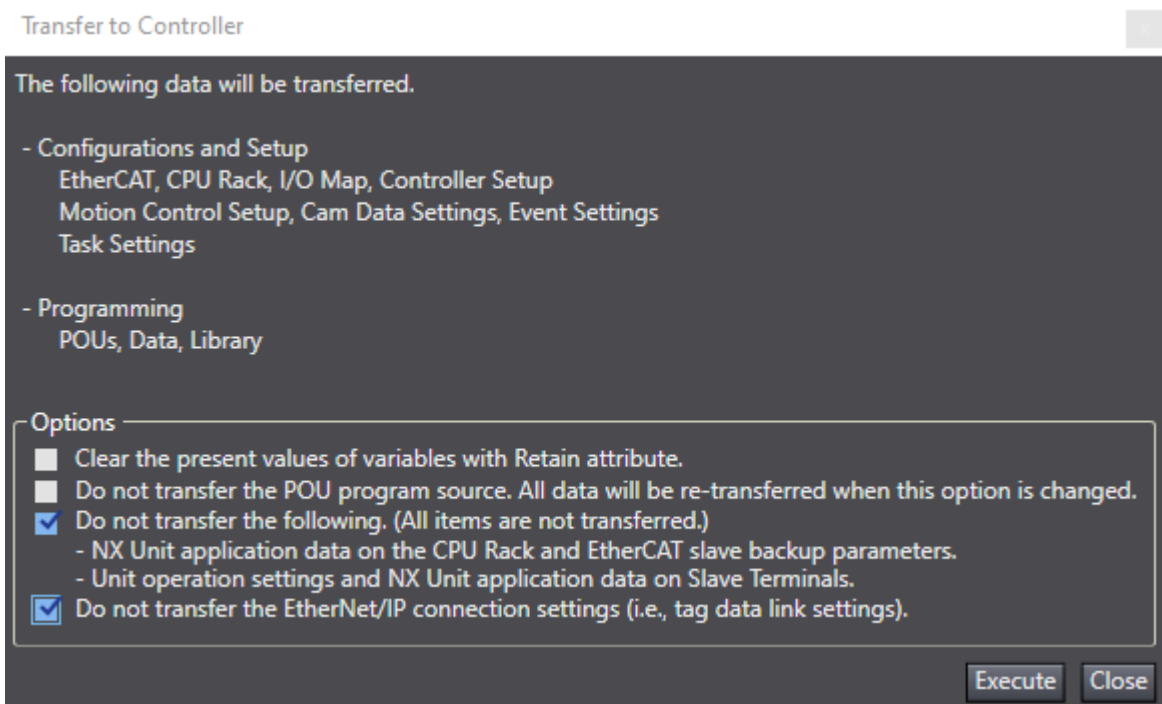 Transfer to Controller
The following data will be transferred.
- Configurations and Setup
EtherCAT, CPU Rack, I/O Map, Controller Setup
Motion Control Setup, Cam Data Settings, Event Settings
Task Settings
- Programming
POUs, Data, Library
Options
Clear the present values of variables with Retain attribute.
Do not transfer the POU program source. All data will be re-transferred when this option is changed.
Do not transfer the following. (All items are not transferred.)
- NX Unit application data on the CPU Rack and EtherCAT slave backup parameters.
- Unit operation settings and NX Unit application data on Slave Terminals.
Do not transfer the EtherNet/IP connection settings (i.e., tag data link settings).
Execute Close